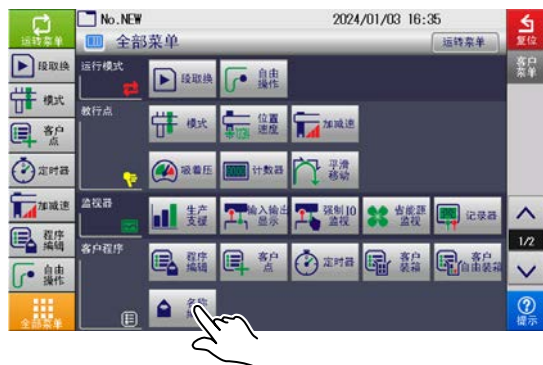 No.NEW 2024/01/03 16:35
运转菜单
全部菜单
运转菜单
复位
段取换
模式
客户点
定时器
加减速
程序编辑
自由操作
全部菜单
运行模式
段取换
自由操作
教行点
模式
位置速度
加减速
吸着压
计数器
平滑移动
监视器
生产支援
输入输出显示
强制IO监视
省能源监视
记录器
客户程序
程序编辑
客户点
定时器
客户装箱
客户自由装箱
名称
客户菜单
1/2
提示